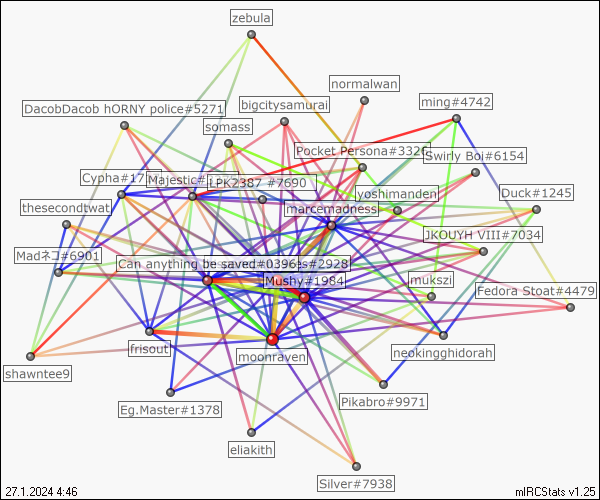 zebula
normalwan
bigcitysamurai
ming#4742
DacobDacob hORNY police#5271
somass
Pocket Persona#3326
Swirly Boi#6154
Cypha#17
Majestic#
LPK2387 #7690
yoshimanden
Duck#1245
thesecondtwat
marcemadness
JKOUYH VIII#7034
Madネコ#6901
Can anything be saved#0396
es#2928
Mushy#1984
mukszi
Fedora Stoat#4479
frisout
moonraven
neokingghidorah
shawntee9
Eg.Master#1378
Pikabro#9971
eliakith
Silver#7938
27.1.2024 4:46
mIRCStats v1.25